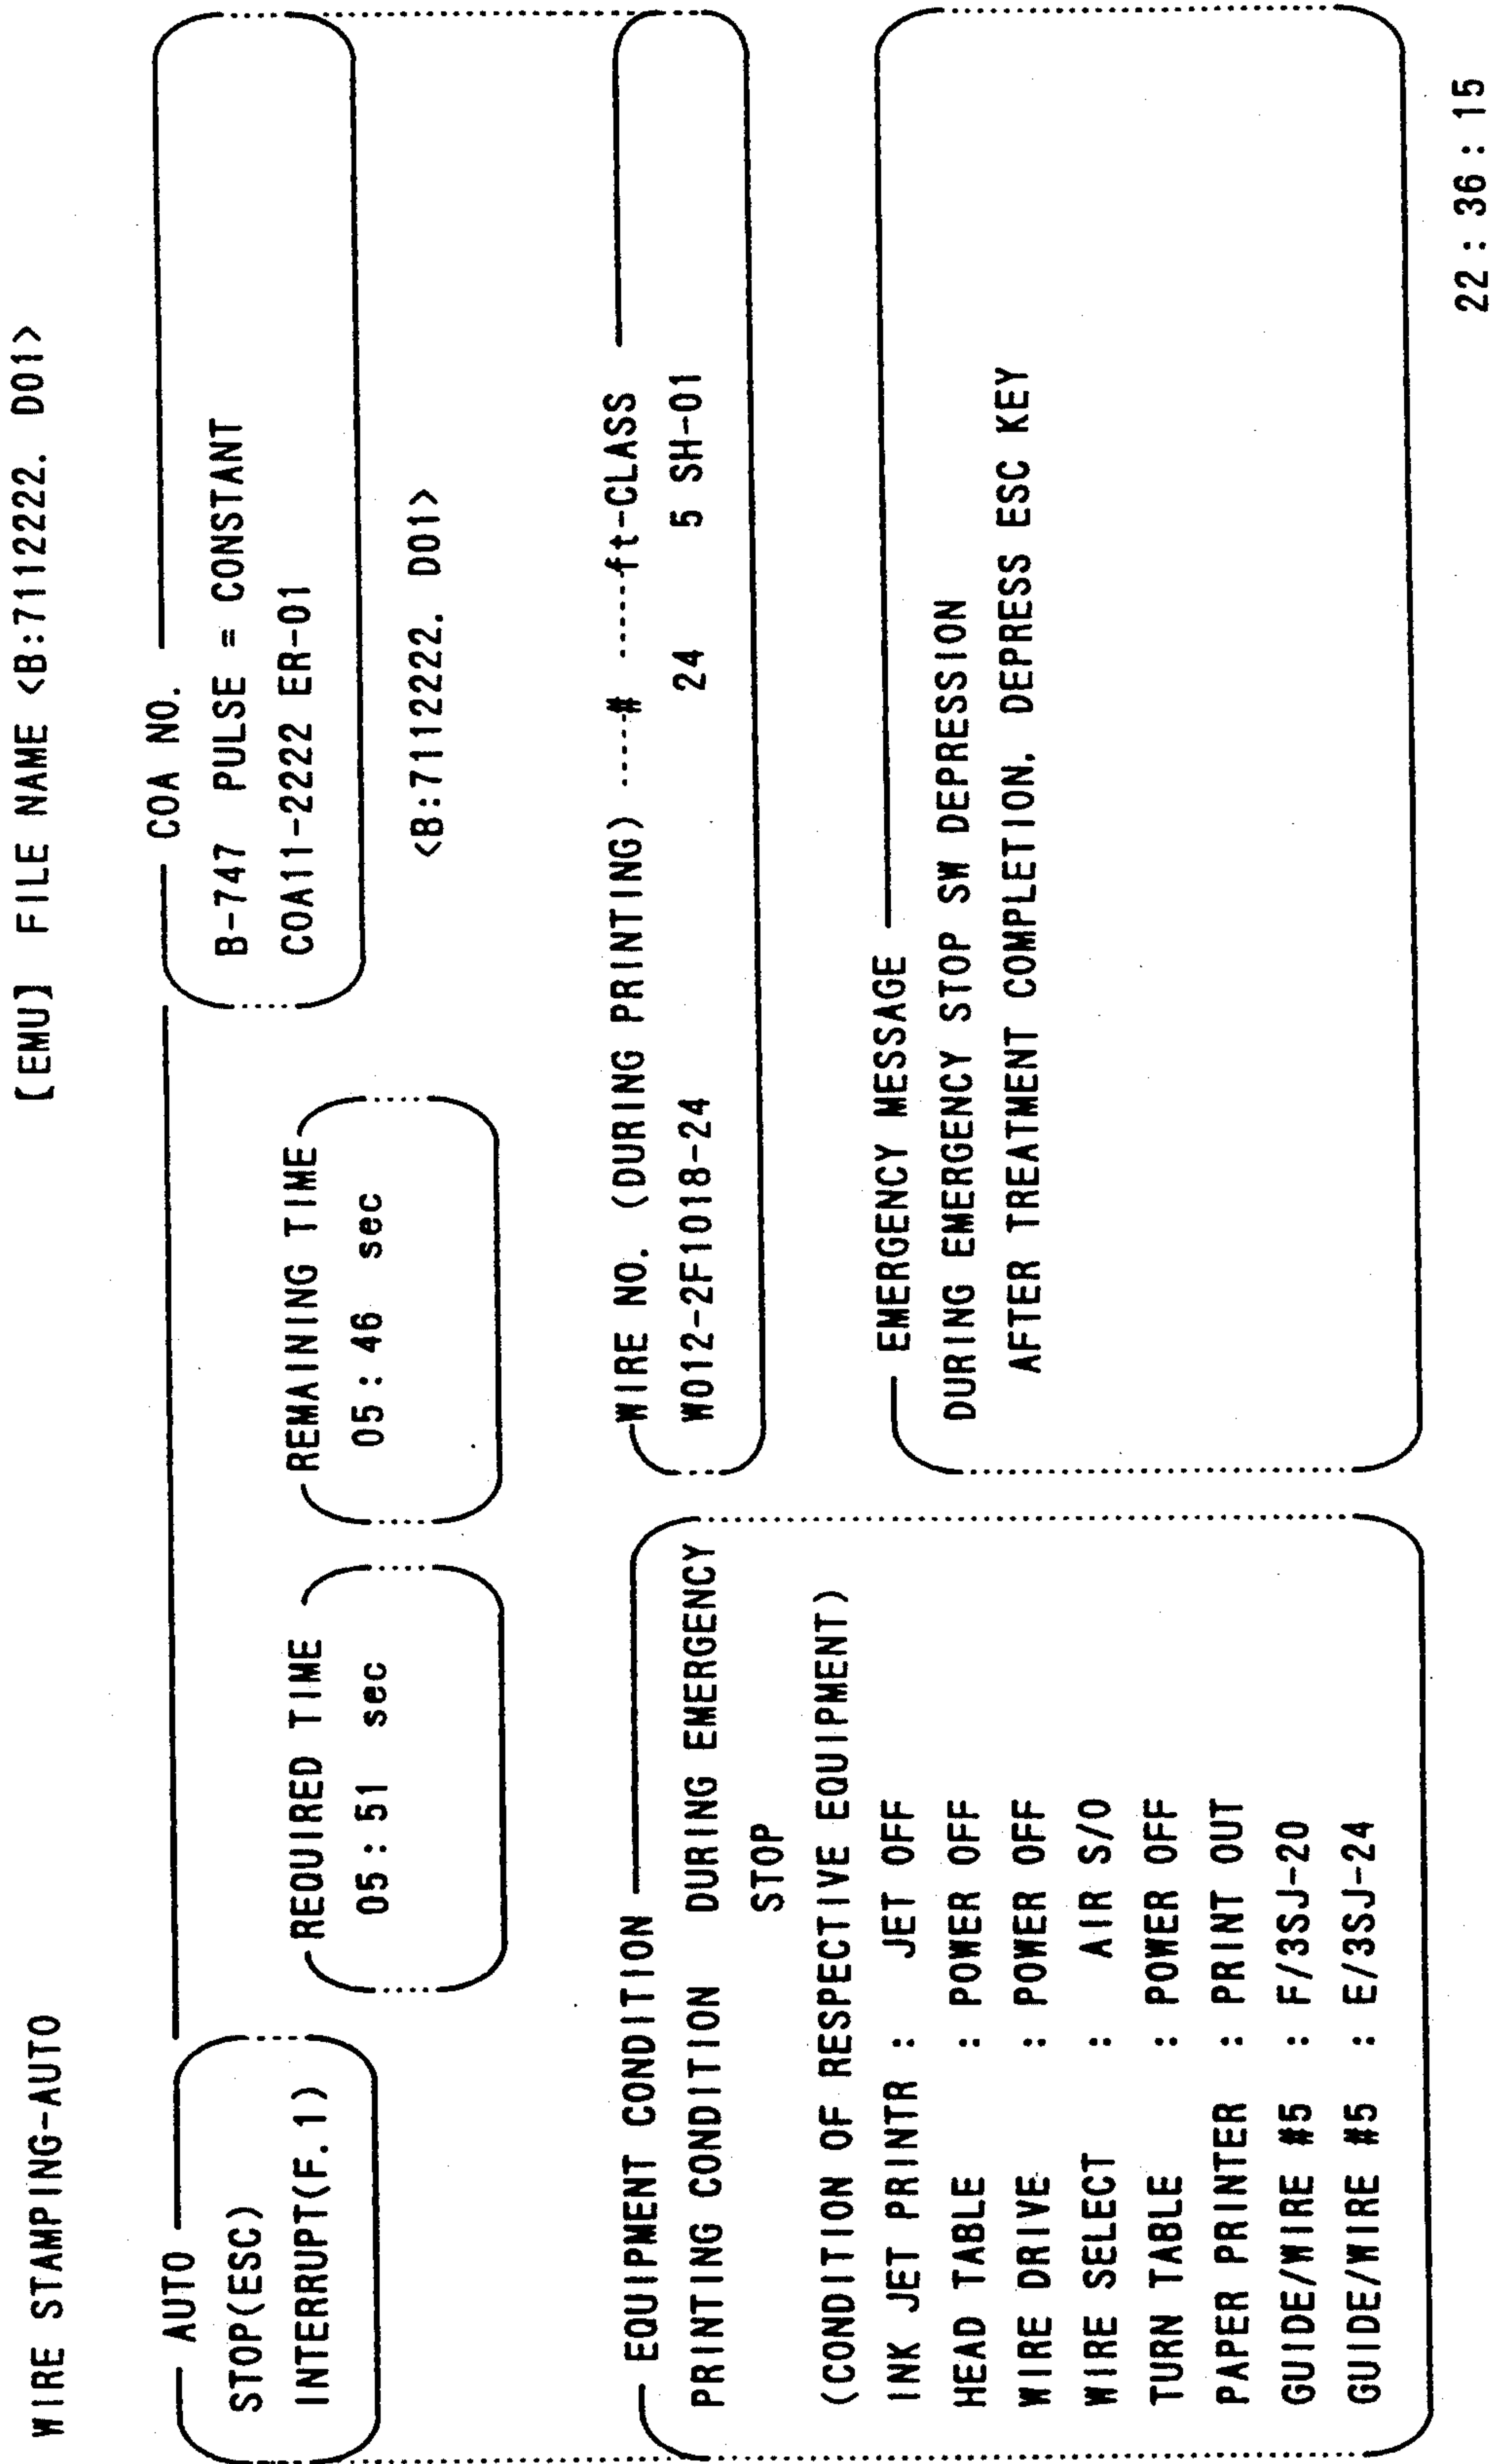 WIRE STAMPING-AUTO [EMU] FILE NAME <B:7112222. D01>
AUTO
STOP(ESC)
INTERRUPT(F.1)
REQUIRED TIME
05:51 sec
REMAINING TIME
05:46 sec
COA NO.
B-747 PULSE = CONSTANT
COA11-2222 ER-01
<B:7112222. D01>
WIRE NO. (DURING PRINTING) -----# -----ft-CLASS
W012-2F1018-24 24 5 SH-01
EQUIPMENT CONDITION
PRINTING CONDITION DURING EMERGENCY
STOP
(CONDITION OF RESPECTIVE EQUIPMENT)
INK JET PRINTR : JET OFF
HEAD TABLE : POWER OFF
WIRE DRIVE : POWER OFF
WIRE SELECT : AIR S/O
TURN TABLE : POWER OFF
PAPER PRINTER : PRINT OUT
GUIDE/WIRE #5 : F/3SJ-20
GUIDE/WIRE #5 : E/3SJ-24
EMERGENCY MESSAGE
DURING EMERGENCY STOP SW DEPRESSION
AFTER TREATMENT COMPLETION, DEPRESS ESC KEY
22:36:15